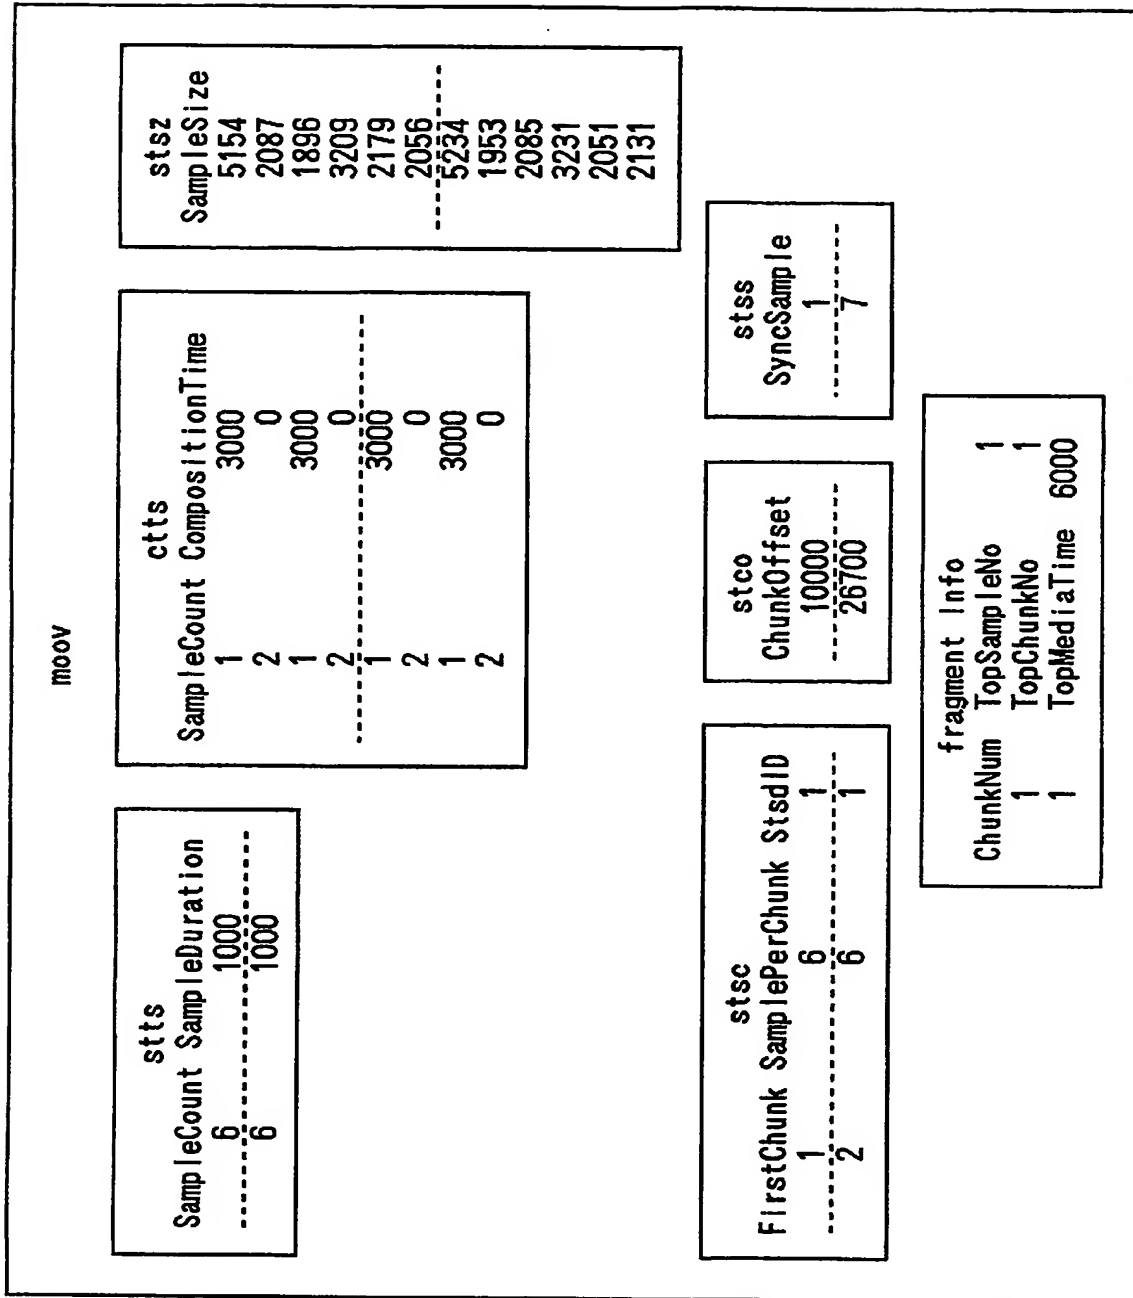 moov
stts
SampleCount SampleDuration
6 1000
6 1000
ctts
SampleCount CompositionTime
1 3000
2 0
1 3000
2 0
1 3000
2 0
1 3000
2 0
stsz
SampleSize
5154
2087
1896
3209
2179
2056
5234
1953
2085
3231
2051
2131
stsc
FirstChunk SamplePerChunk StsdID
1 6 1
2 6 1
stco
ChunkOffset
10000
26700
stss
SyncSample
1
7
fragment Info
ChunkNum TopSampleNo 1
1 TopChunkNo 1
1 TopMediaTime 6000